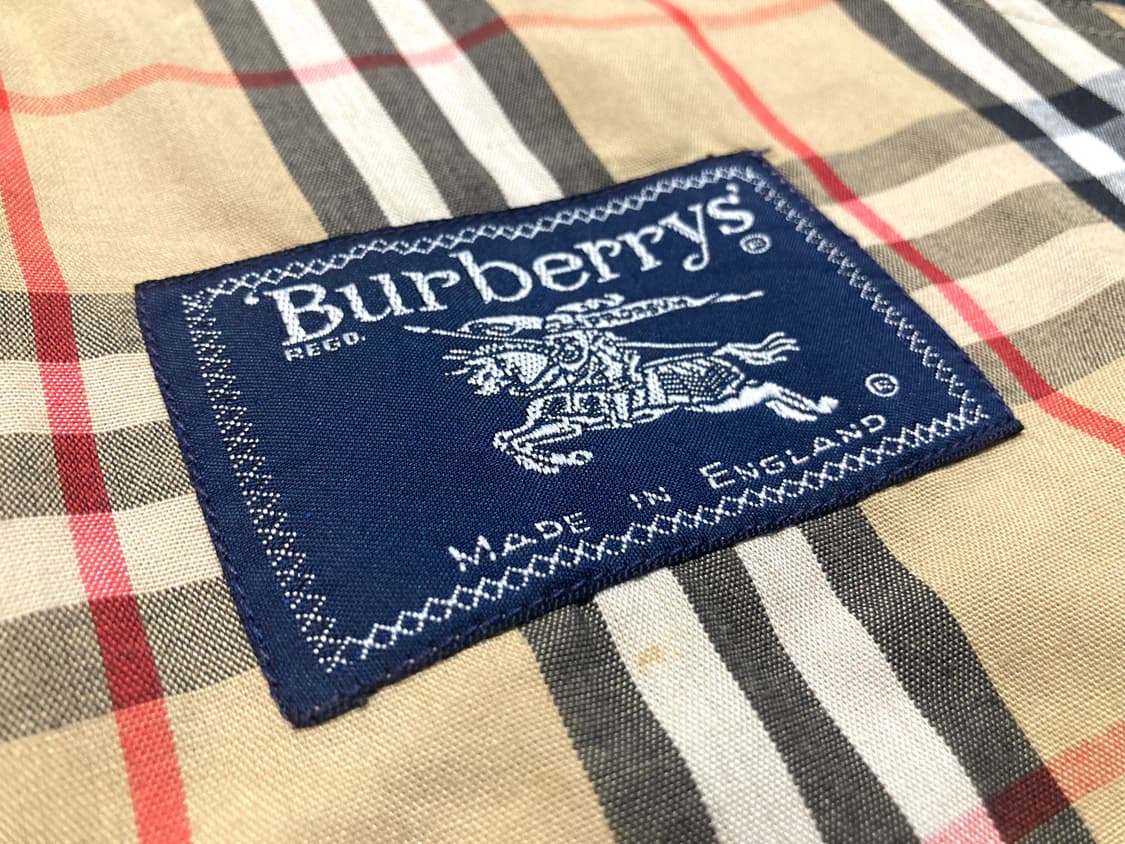 'Burberrys'®
REGD.
®
MADE IN ENGLAND